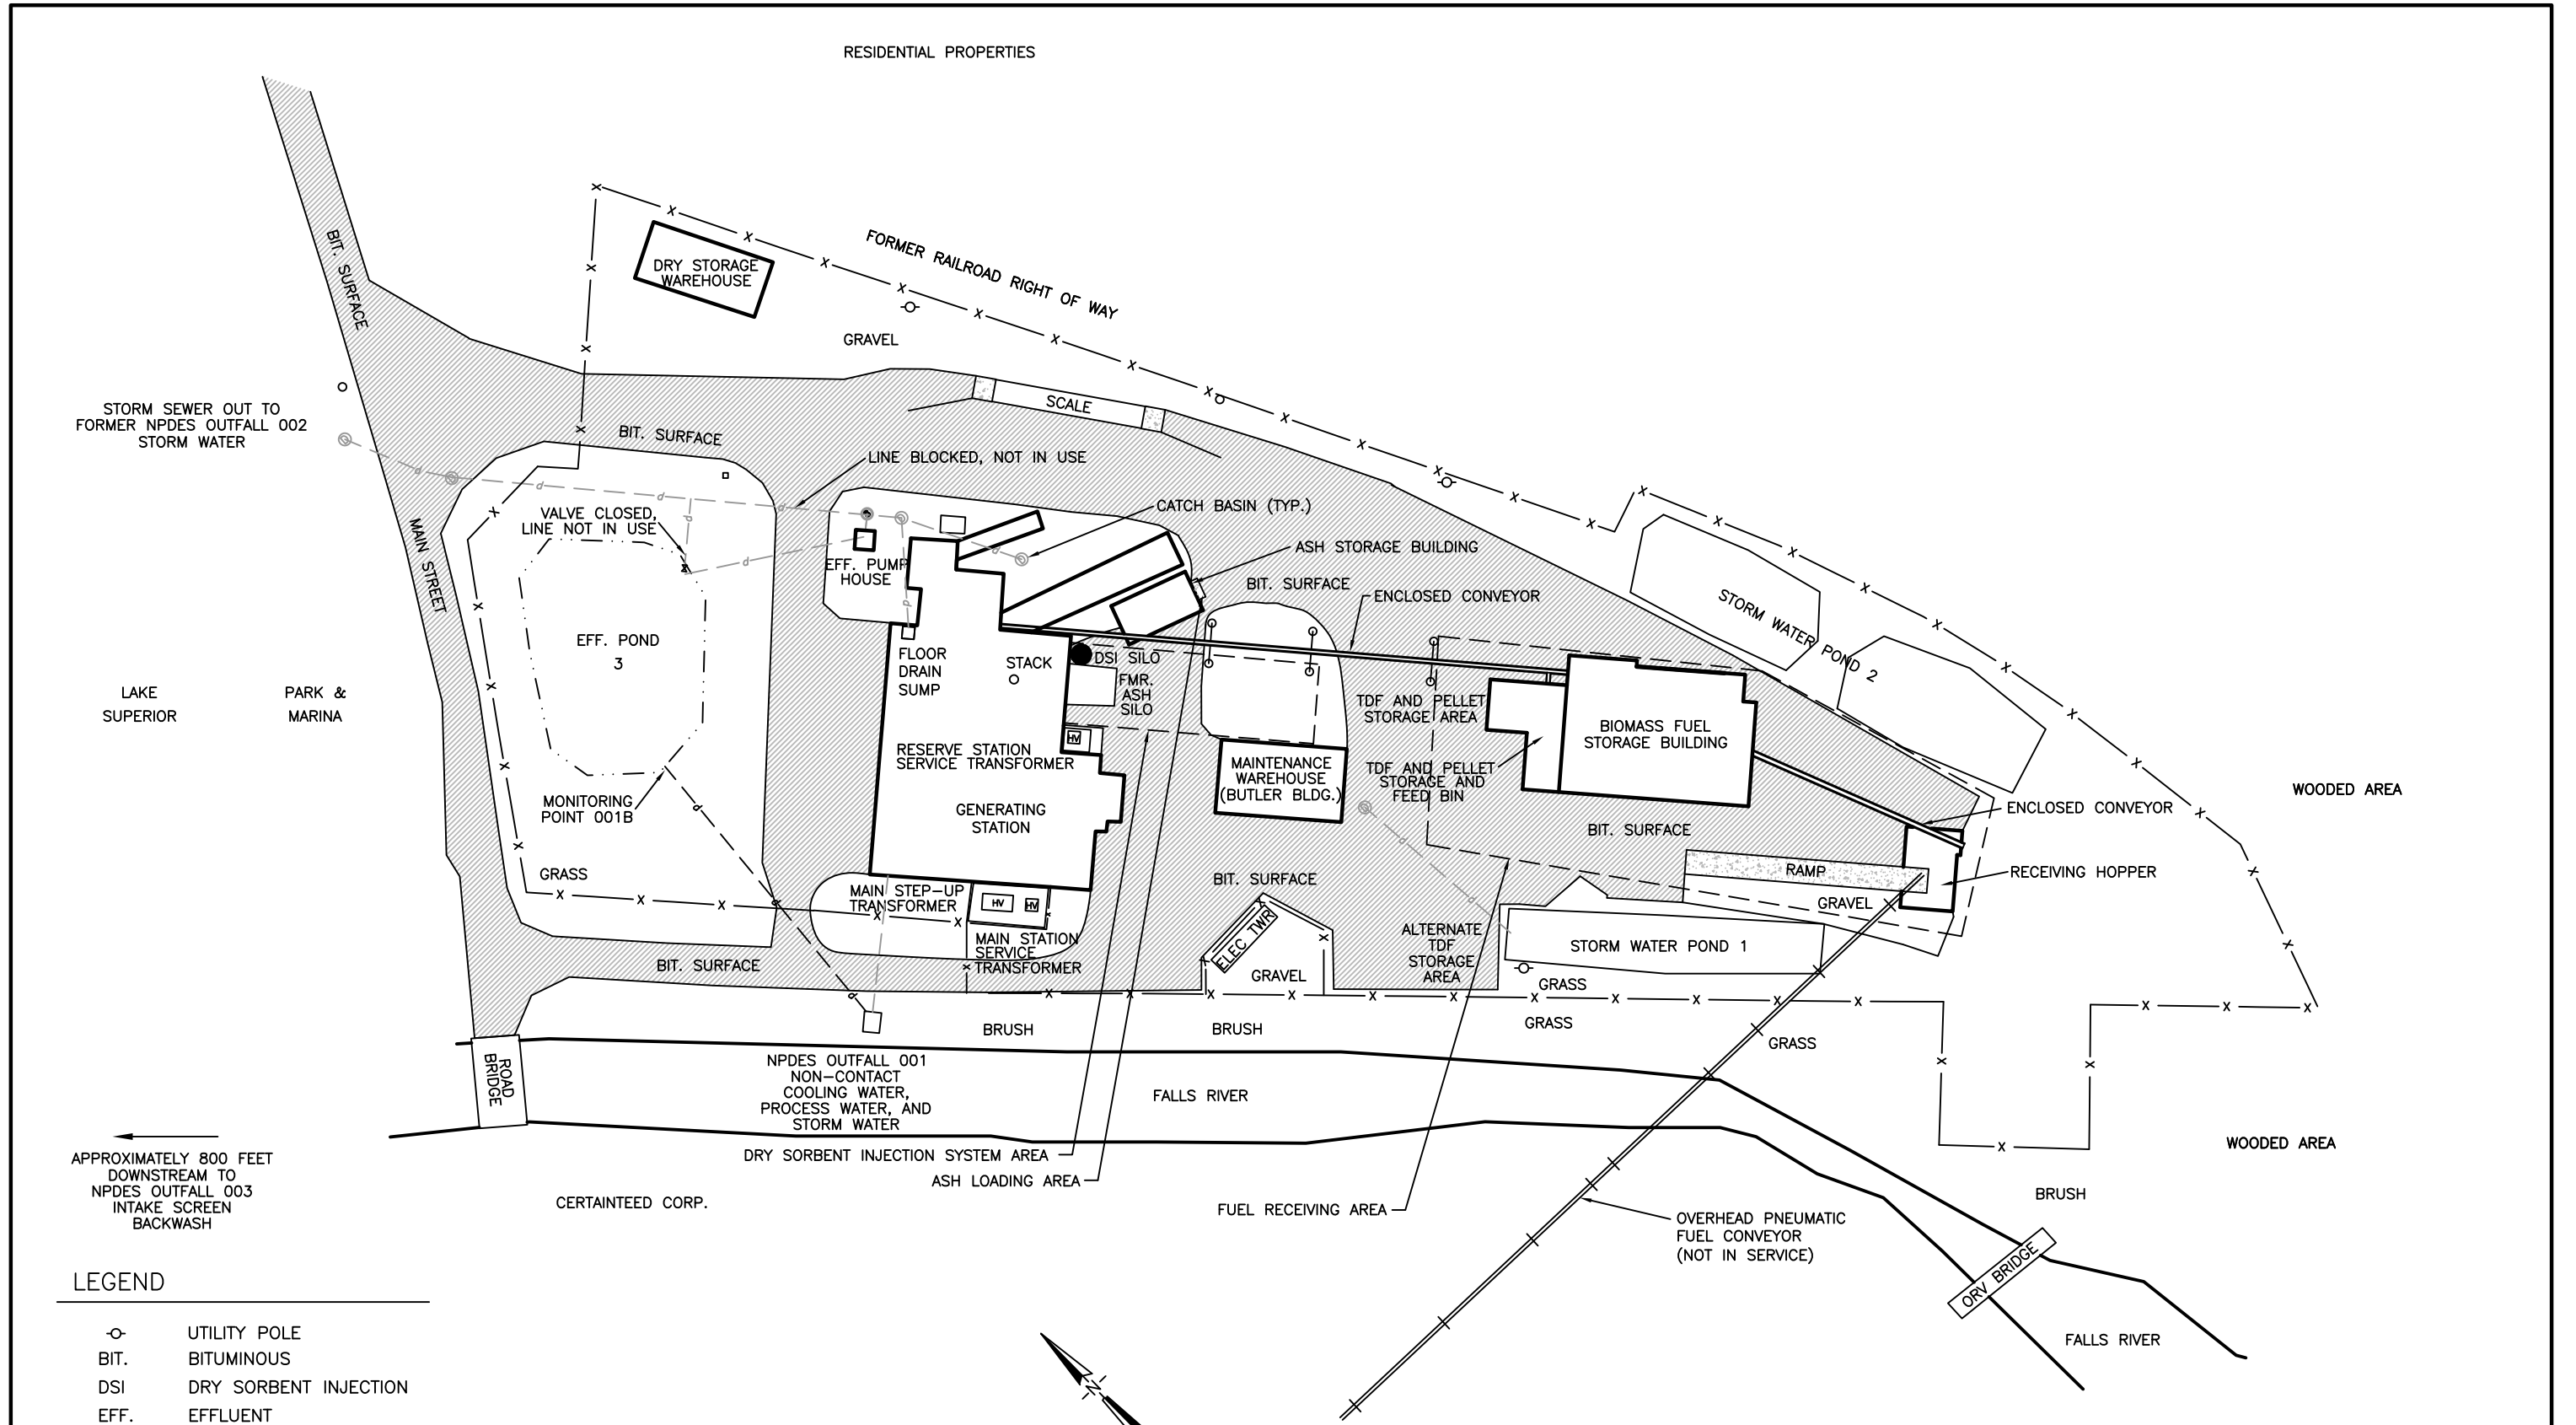 RESIDENTIAL PROPERTIES
BIT. SURFACE
DRY STORAGE
WAREHOUSE
FORMER RAILROAD RIGHT OF WAY
GRAVEL
SCALE
STORM SEWER OUT TO
FORMER NPDES OUTFALL 002
STORM WATER
BIT. SURFACE
LINE BLOCKED, NOT IN USE
CATCH BASIN (TYP.)
VALVE CLOSED,
LINE NOT IN USE
MAIN STREET
EFF. PUMP
HOUSE
ASH STORAGE BUILDING
BIT. SURFACE
ENCLOSED CONVEYOR
STORM WATER POND 2
EFF. POND
3
FLOOR
DRAIN
SUMP
STACK
DSI SILO
FMR.
ASH
SILO
LAKE
SUPERIOR
PARK &
MARINA
TDF AND PELLET
STORAGE AREA
BIOMASS FUEL
STORAGE BUILDING
HV
RESERVE STATION
SERVICE TRANSFORMER
MAINTENANCE
WAREHOUSE
(BUTLER BLDG.)
TDF AND PELLET
STORAGE AND
FEED BIN
WOODED AREA
MONITORING
POINT 001B
GENERATING
STATION
ENCLOSED CONVEYOR
BIT. SURFACE
GRASS
BIT. SURFACE
RAMP
RECEIVING HOPPER
MAIN STEP-UP
TRANSFORMER
HV
HV
GRAVEL
ELEC TWR
MAIN STATION
SERVICE
TRANSFORMER
ALTERNATE
TDF
STORAGE
AREA
STORM WATER POND 1
BIT. SURFACE
GRAVEL
GRASS
BRUSH
BRUSH
GRASS
GRASS
ROAD
BRIDGE
NPDES OUTFALL 001
NON-CONTACT
COOLING WATER,
PROCESS WATER, AND
STORM WATER
FALLS RIVER
DRY SORBENT INJECTION SYSTEM AREA
ASH LOADING AREA
FUEL RECEIVING AREA
WOODED AREA
APPROXIMATELY 800 FEET
DOWNSTREAM TO
NPDES OUTFALL 003
INTAKE SCREEN
BACKWASH
CERTAINTEED CORP.
BRUSH
OVERHEAD PNEUMATIC
FUEL CONVEYOR
(NOT IN SERVICE)
ORV BRIDGE
FALLS RIVER
LEGEND
UTILITY POLE
BIT. BITUMINOUS
DSI DRY SORBENT INJECTION
EFF. EFFLUENT
N